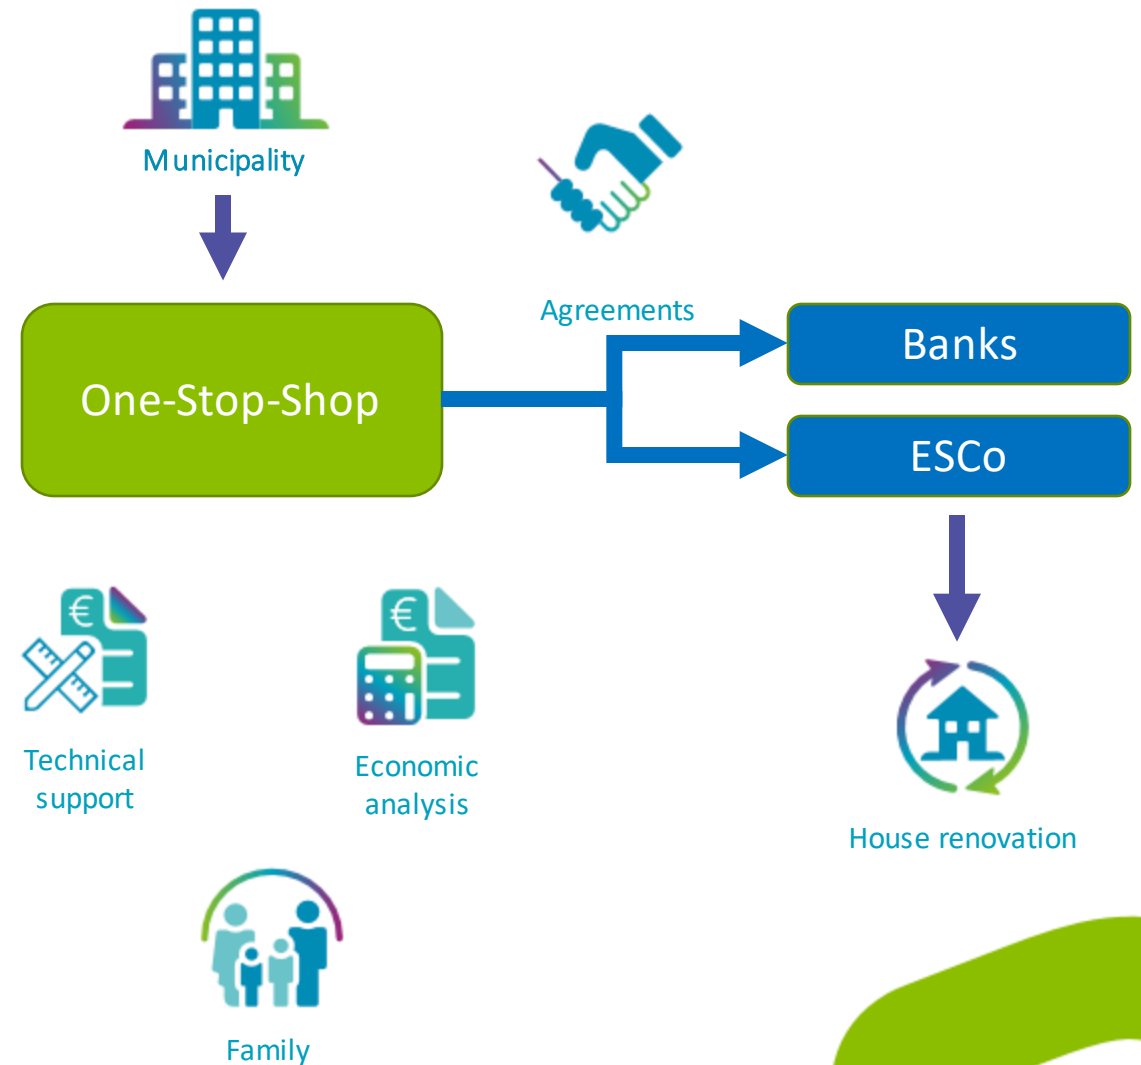 Municipality
Agreements
One-Stop-Shop
Banks
ESCo
€
€
Technical
support
Economic
analysis
House renovation
Family